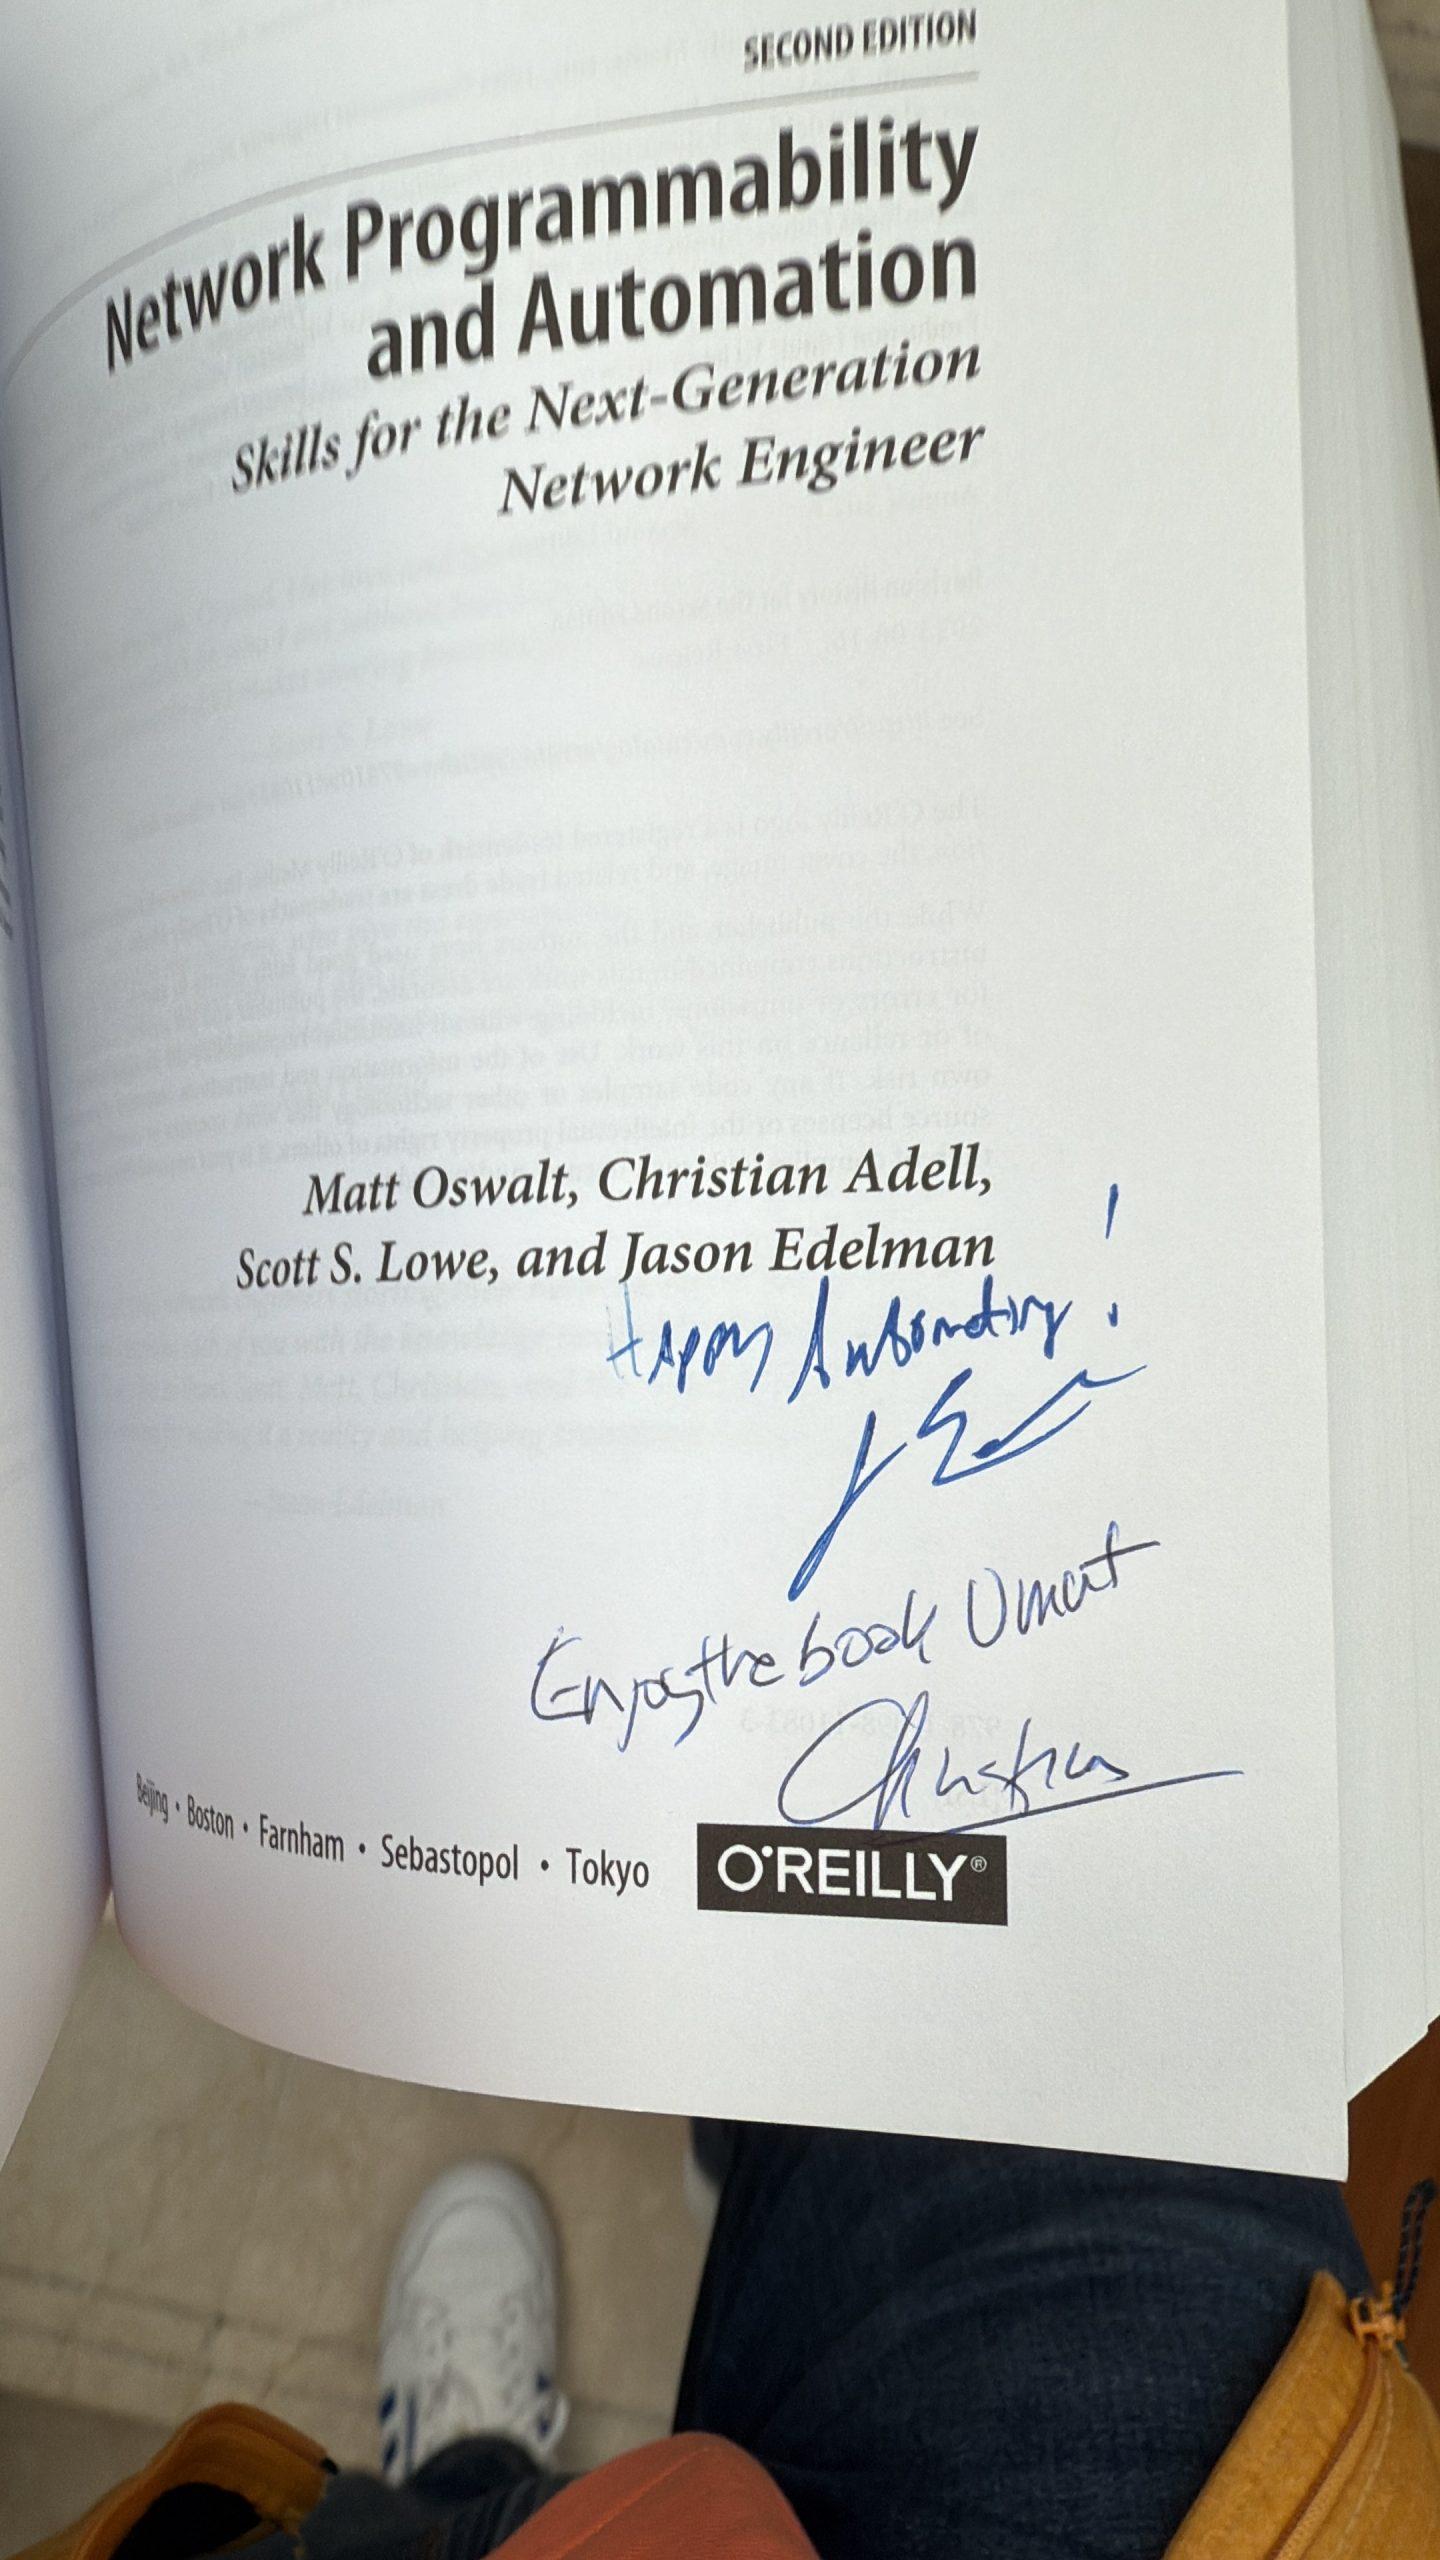 SECOND EDITION
Network Programmability
and Automation
Skills for the Next-Generation
Network Engineer
Matt Oswalt, Christian Adell,
Scott S. Lowe, and Jason Edelman
Happy Automating!
Enjoy the book Umut
Christian
Beijing • Boston • Farnham • Sebastopol • Tokyo
O'REILLY®